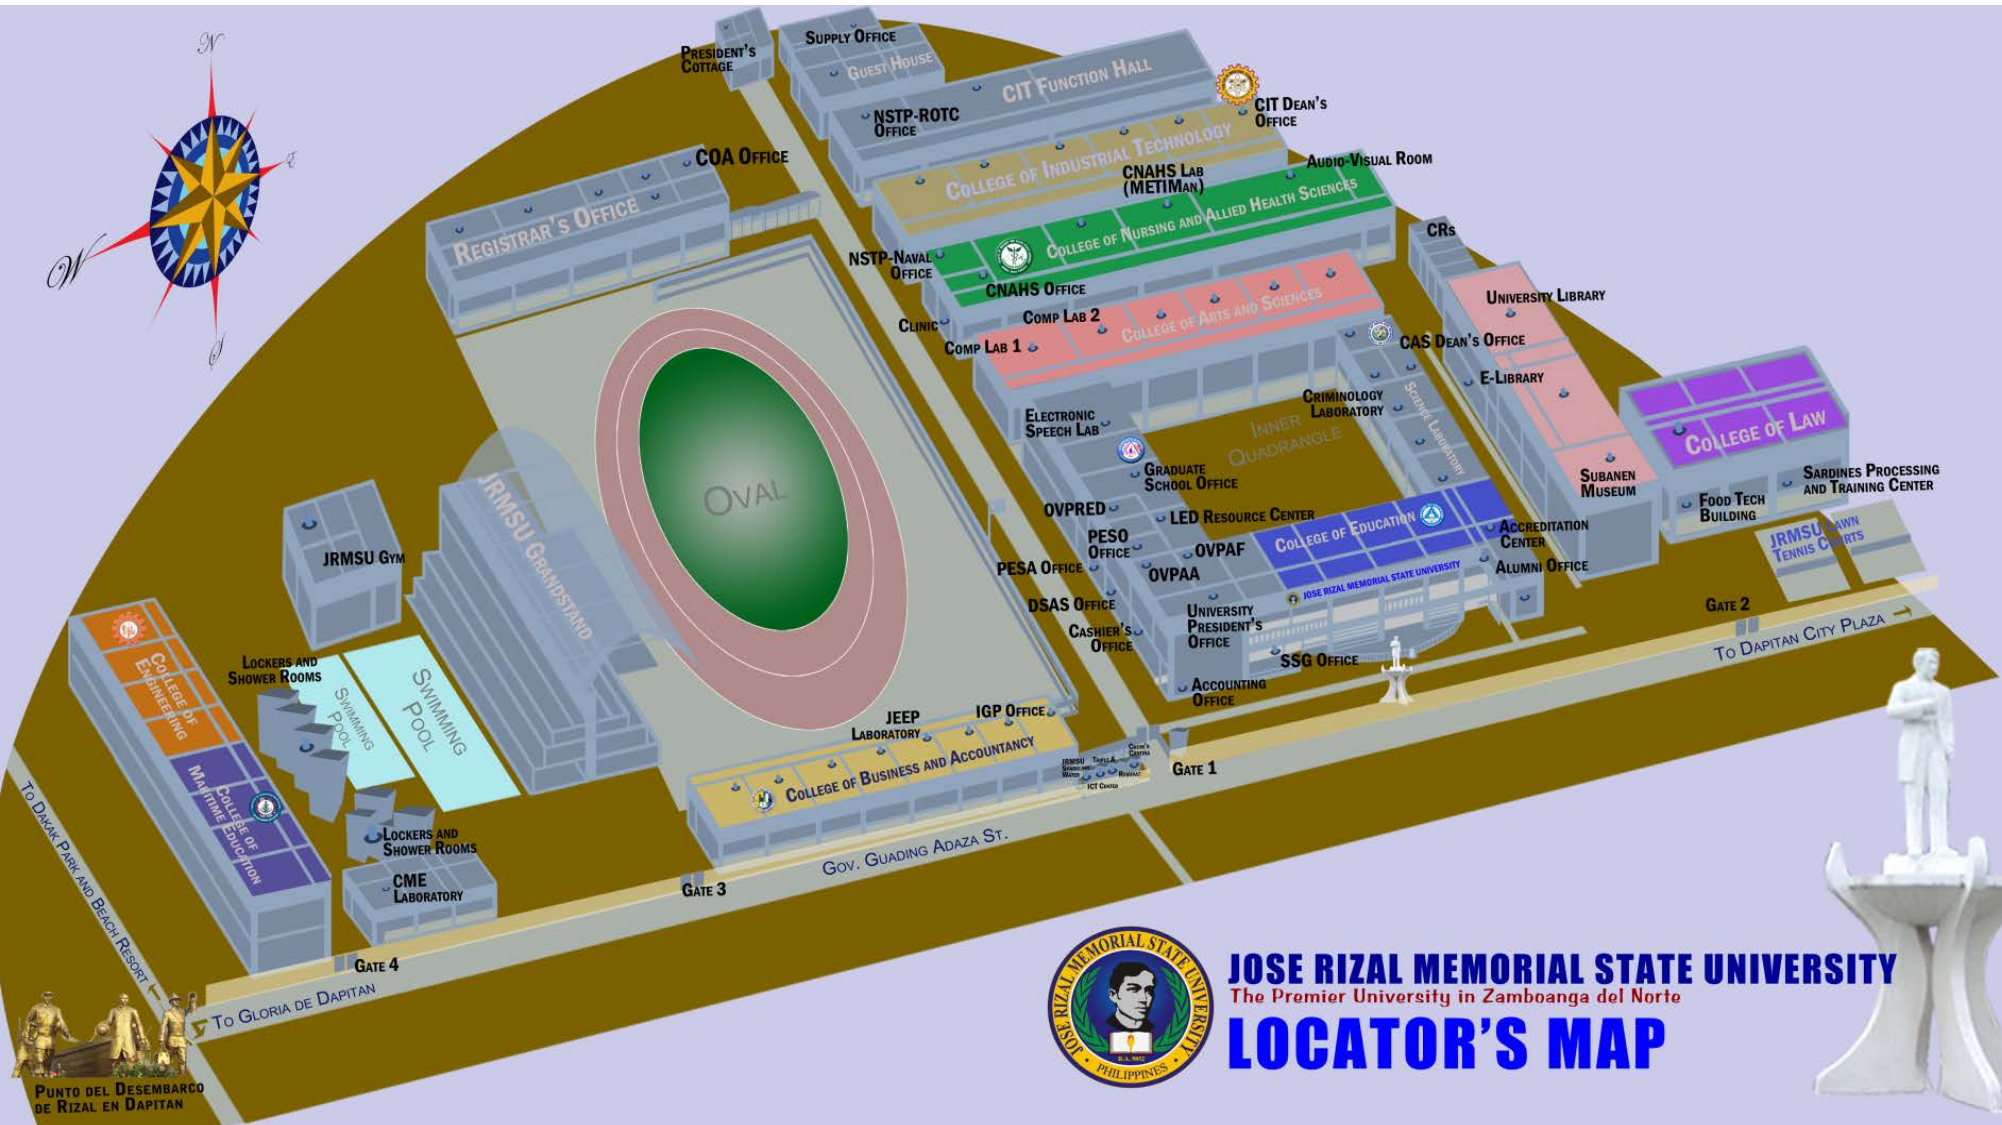 N
E
W
S
PRESIDENT'S
COTTAGE
SUPPLY OFFICE
GUEST HOUSE
CIT FUNCTION HALL
NSTP-ROTC
OFFICE
CIT DEAN'S
OFFICE
COLLEGE OF INDUSTRIAL TECHNOLOGY
COA OFFICE
REGISTRAR'S OFFICE
AUDIO-VISUAL ROOM
CNAHS LAB
(METIMAN)
COLLEGE OF NURSING AND ALLIED HEALTH SCIENCES
NSTP-NAVAL
OFFICE
CNAHS OFFICE
CLINIC
COMP LAB 2
COMP LAB 1
COLLEGE OF ARTS AND SCIENCES
CRS
UNIVERSITY LIBRARY
CAS DEAN'S OFFICE
E-LIBRARY
CRIMINOLOGY
LABORATORY
SCIENCE LABORATORY
INNER
QUADRANGLE
ELECTRONIC
SPEECH LAB
GRADUATE
SCHOOL OFFICE
COLLEGE OF LAW
SUBANEN
MUSEUM
SARDINES PROCESSING
AND TRAINING CENTER
FOOD TECH
BUILDING
JRMSU LAWN
TENNIS COURTS
OVPRED
LED RESOURCE CENTER
COLLEGE OF EDUCATION
ACCREDITATION
CENTER
PESO
OFFICE
OVPAF
PESA OFFICE
OVPAA
ALUMNI OFFICE
JOSE RIZAL MEMORIAL STATE UNIVERSITY
DSAS OFFICE
UNIVERSITY
PRESIDENT'S
OFFICE
CASHIER'S
OFFICE
SSG OFFICE
ACCOUNTING
OFFICE
GATE 2
TO DAPITAN CITY PLAZA
OVAL
JRMSU GRANDSTAND
JRMSU GYM
LOCKERS AND
SHOWER ROOMS
SWIMMING
POOL
SWIMMING
POOL
COLLEGE OF
ENGINEERING
COLLEGE OF
MARITIME EDUCATION
LOCKERS AND
SHOWER ROOMS
CME
LABORATORY
JEEP
LABORATORY
IGP OFFICE
COLLEGE OF BUSINESS AND ACCOUNTANCY
JRMSU
WATER
ICT CENTER
GATE 1
GOV. GUADING ADAZA ST.
GATE 3
GATE 4
TO GLORIA DE DAPITAN
TO DAKAK PARK AND BEACH RESORT
PUNTO DEL DESEMBARCO
DE RIZAL EN DAPITAN
JOSE RIZAL MEMORIAL STATE UNIVERSITY
R.A. 9852
PHILIPPINES
JOSE RIZAL MEMORIAL STATE UNIVERSITY
The Premier University in Zamboanga del Norte
LOCATOR'S MAP